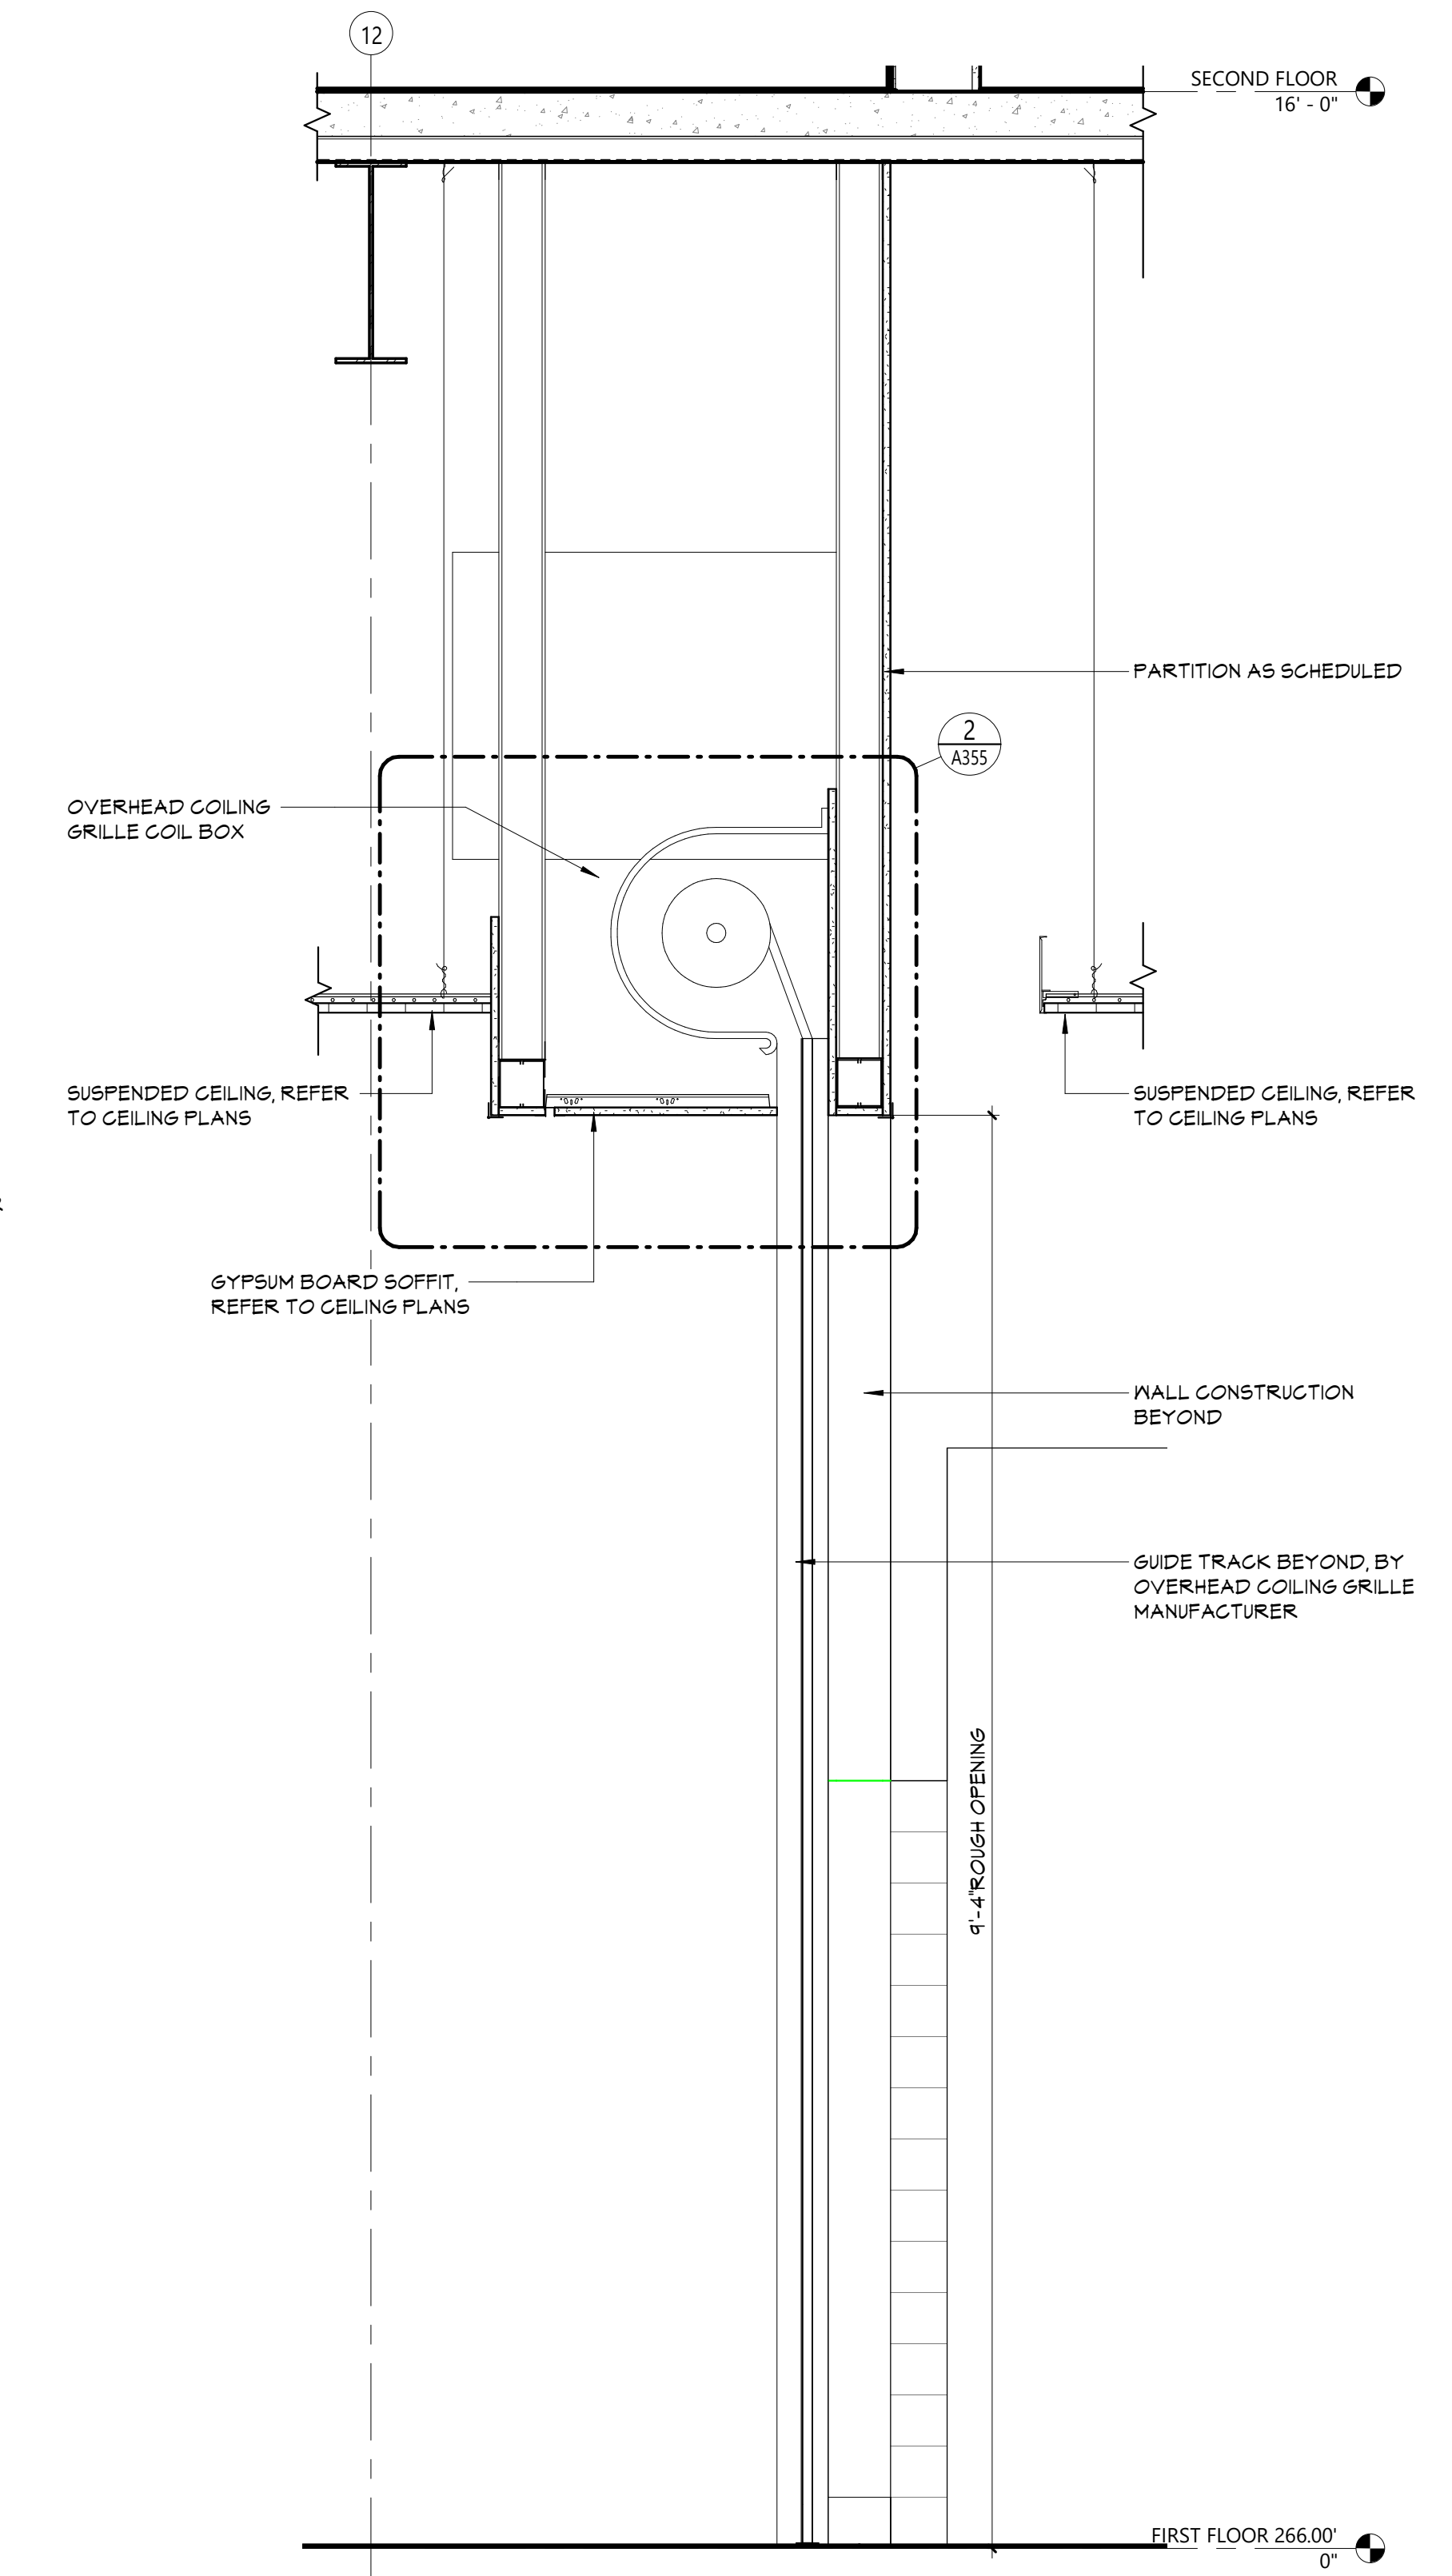 12
SECOND FLOOR
16' - 0"
PARTITION AS SCHEDULED
2
A355
OVERHEAD COILING
GRILLE COIL BOX
SUSPENDED CEILING, REFER
TO CEILING PLANS
SUSPENDED CEILING, REFER
TO CEILING PLANS
GYPSUM BOARD SOFFIT,
REFER TO CEILING PLANS
WALL CONSTRUCTION
BEYOND
GUIDE TRACK BEYOND, BY
OVERHEAD COILING GRILLE
MANUFACTURER
9'-4"ROUGH OPENING
FIRST FLOOR 266.00'
0"